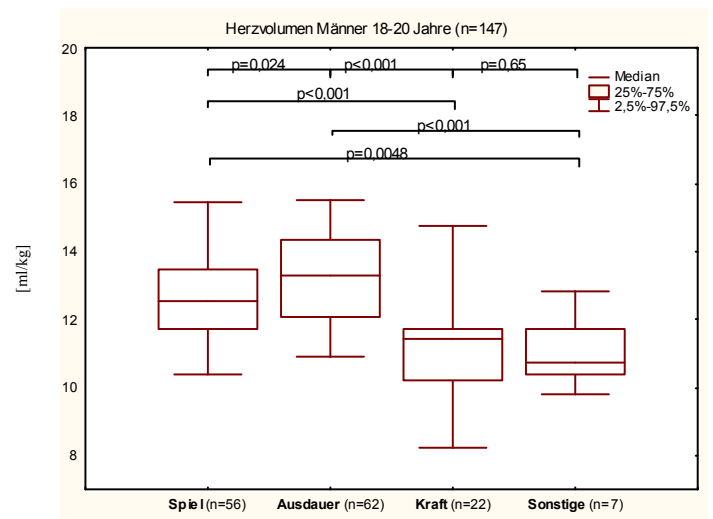 Herzvolumen Männer 18-20 Jahre (n=147)
20
p=0,024 p<0,001 p=0,65
Median
25%-75%
2,5%-97,5%
p<0,001
18
p<0,001
p=0,0048
16
14
[ml/kg]
12
10
8
Spiel (n=56) Ausdauer (n=62) Kraft (n=22) Sonstige (n=7)